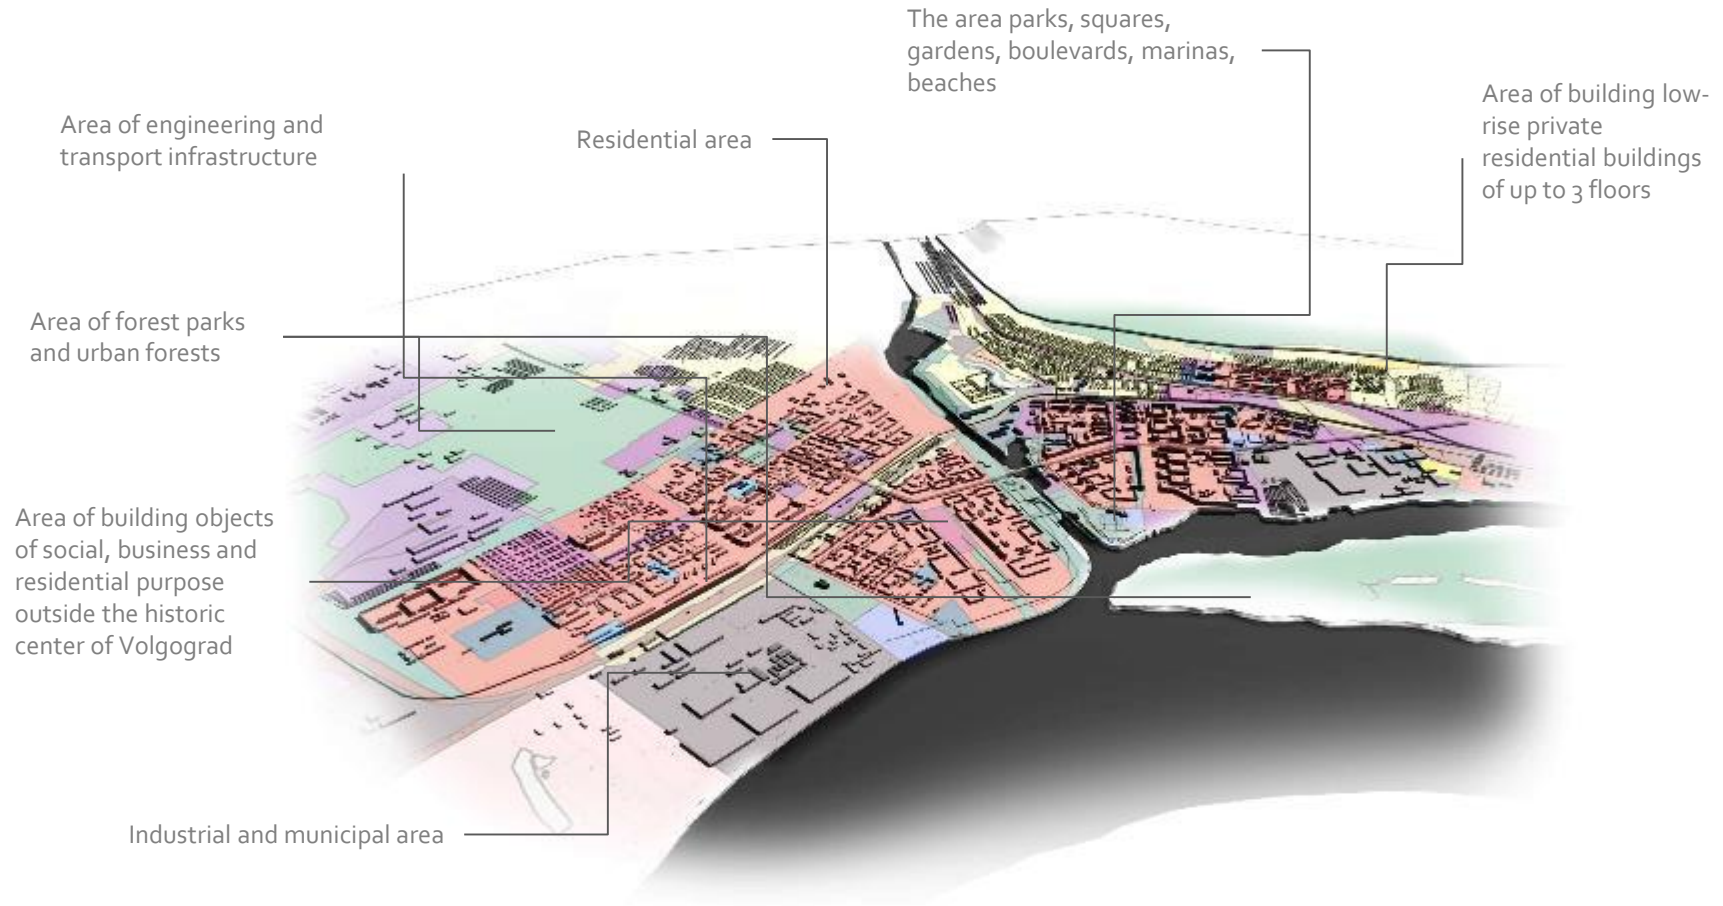 The area parks, squares,
gardens, boulevards, marinas,
beaches
Area of building low-
rise private
residential buildings
of up to 3 floors
Area of engineering and
transport infrastructure
Residential area
Area of forest parks
and urban forests
Area of building objects
of social, business and
residential purpose
outside the historic
center of Volgograd
Industrial and municipal area